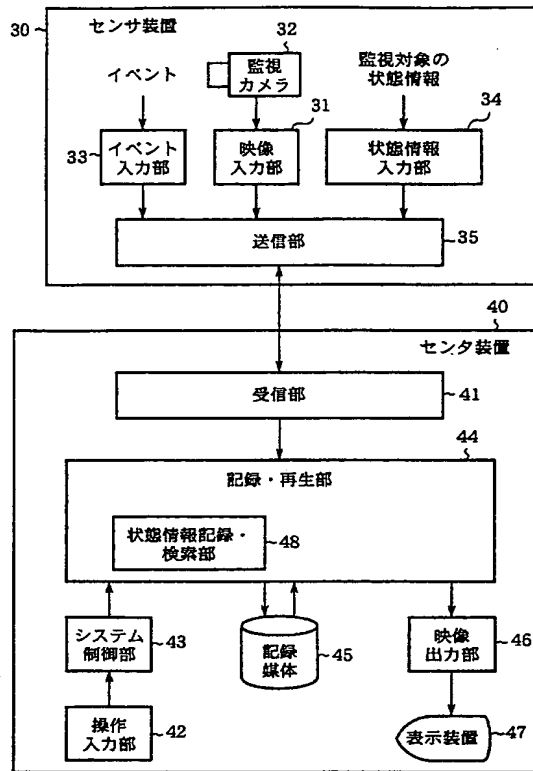 30
センサ装置
イベント
32
監視
カメラ
監視対象の
状態情報
31
34
33
イベント
入力部
映像
入力部
状態情報
入力部
送信部
35
40
センタ装置
受信部
41
44
記録・再生部
状態情報記録・
検索部
48
システム
制御部
43
記録
媒体
45
映像
出力部
46
操作
入力部
42
表示装置
47